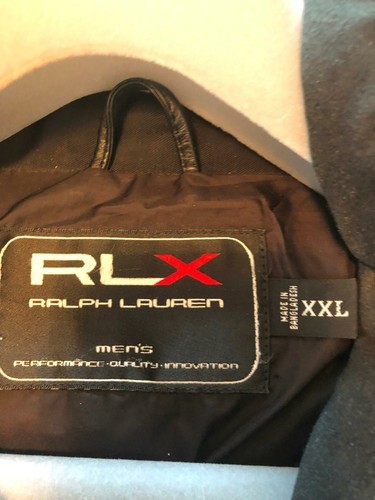 RLX
RALPH LAUREN
MEN'S
PERFORMANCE·QUALITY·INNOVATION
MADE IN
BANGLADESH
XXL